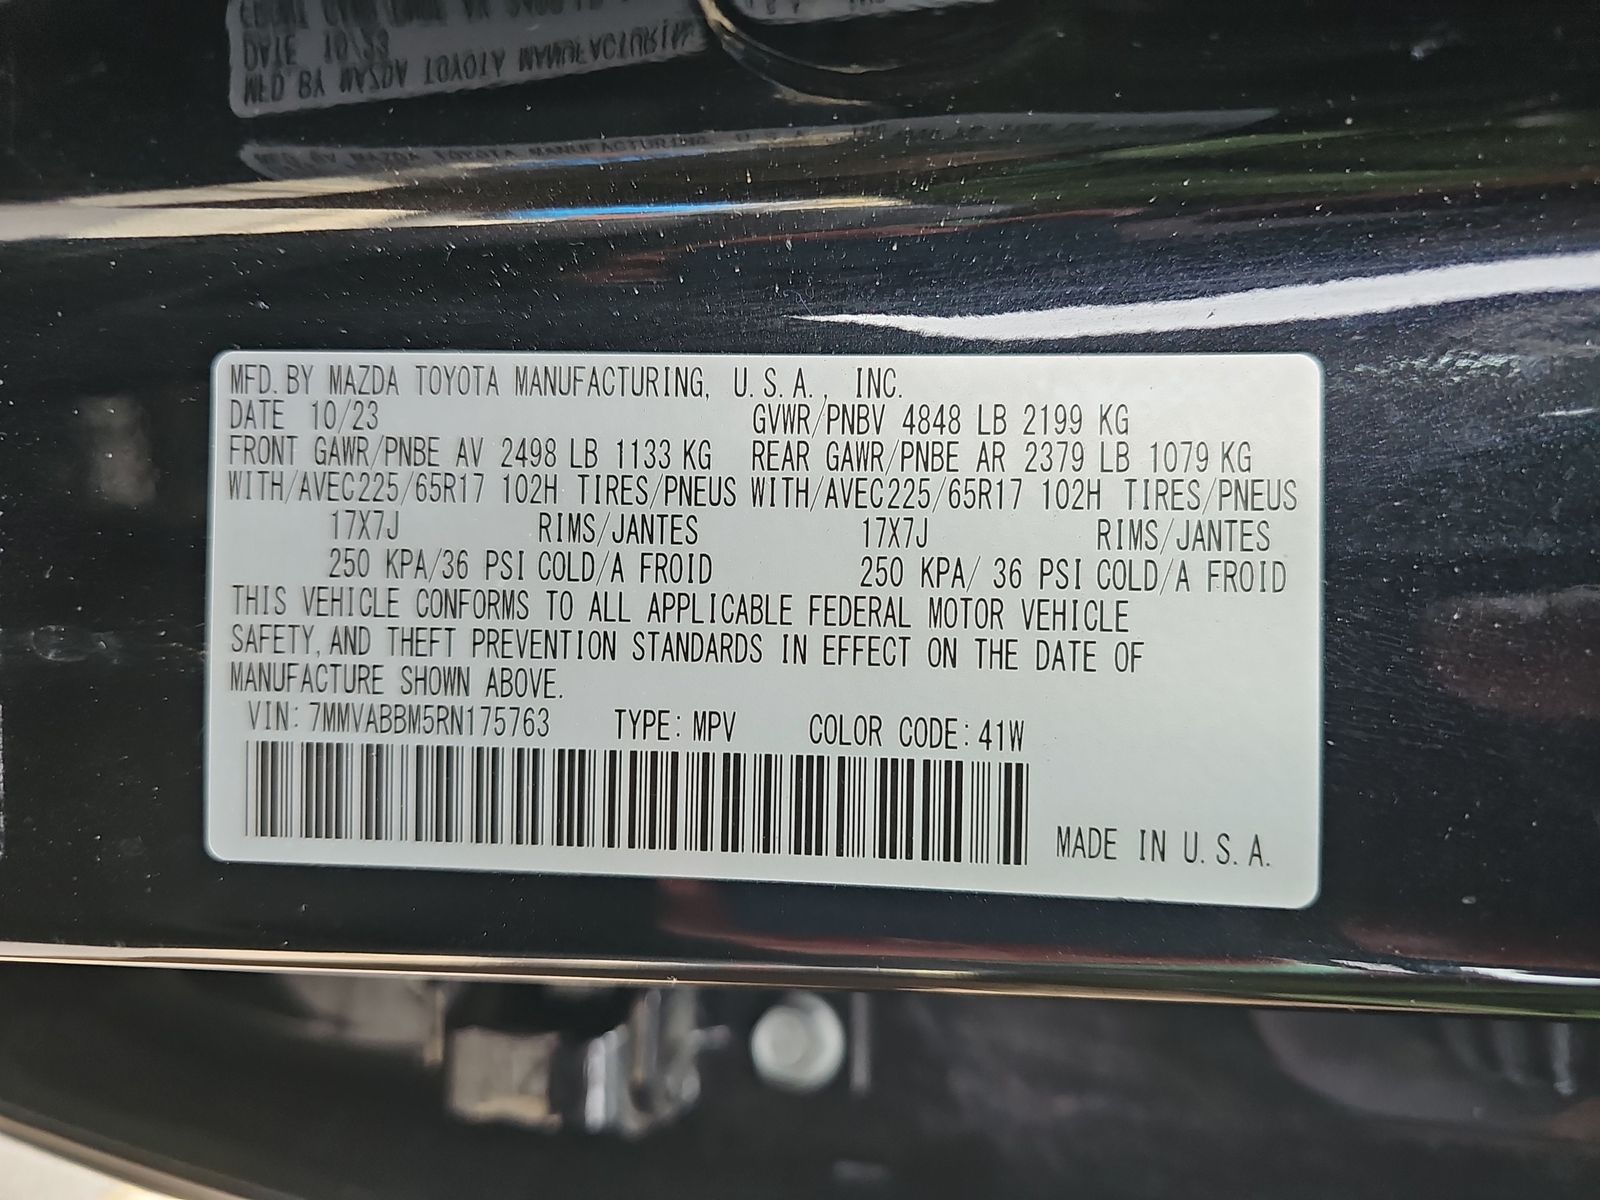 MFD. BY MAZDA TOYOTA MANUFACTURING, U.S.A., INC.
DATE 10/23 GVWR/PNBV 4848 LB 2199 KG
FRONT GAWR/PNBE AV 2498 LB 1133 KG REAR GAWR/PNBE AR 2379 LB 1079 KG
WITH/AVEC 225/65R17 102H TIRES/PNEUS WITH/AVEC 225/65R17 102H TIRES/PNEUS
17X7J RIMS/JANTES 17X7J RIMS/JANTES
250 KPA/36 PSI COLD/A FROID 250 KPA/ 36 PSI COLD/A FROID
THIS VEHICLE CONFORMS TO ALL APPLICABLE FEDERAL MOTOR VEHICLE
SAFETY, AND THEFT PREVENTION STANDARDS IN EFFECT ON THE DATE OF
MANUFACTURE SHOWN ABOVE.
VIN: 7MMVABBM5RN175763 TYPE: MPV COLOR CODE: 41W
MADE IN U.S.A.